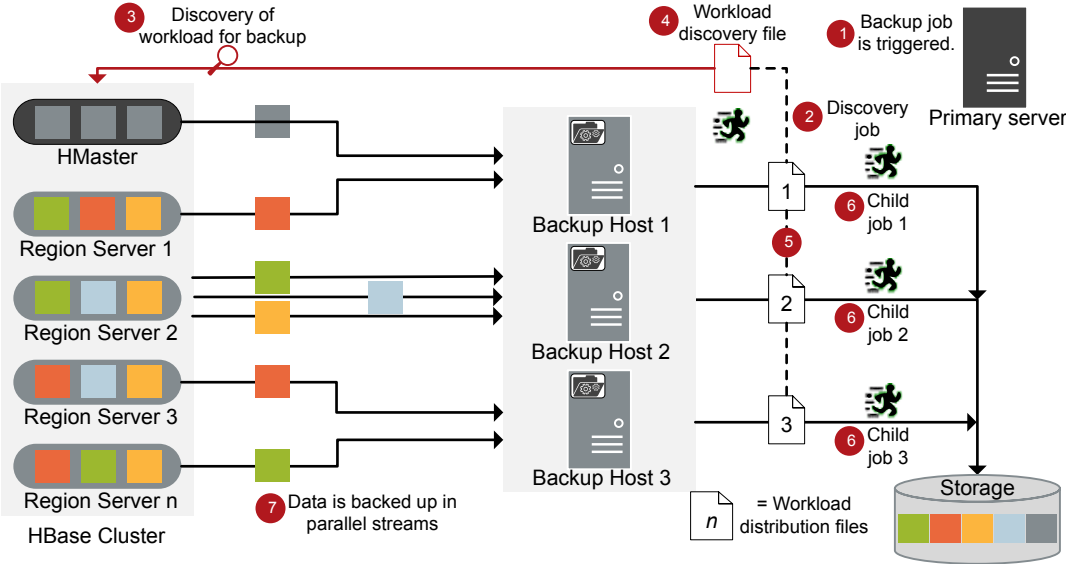 3
Discovery of
workload for backup
4
Workload
discovery file
1
Backup job
is triggered.
Primary server
2
Discovery
job
HMaster
Region Server 1
Region Server 2
Region Server 3
Region Server n
HBase Cluster
Backup Host 1
Backup Host 2
Backup Host 3
1
6
Child
job 1
5
2
6
Child
job 2
3
6
Child
job 3
7
Data is backed up in
parallel streams
n
= Workload
distribution files
Storage